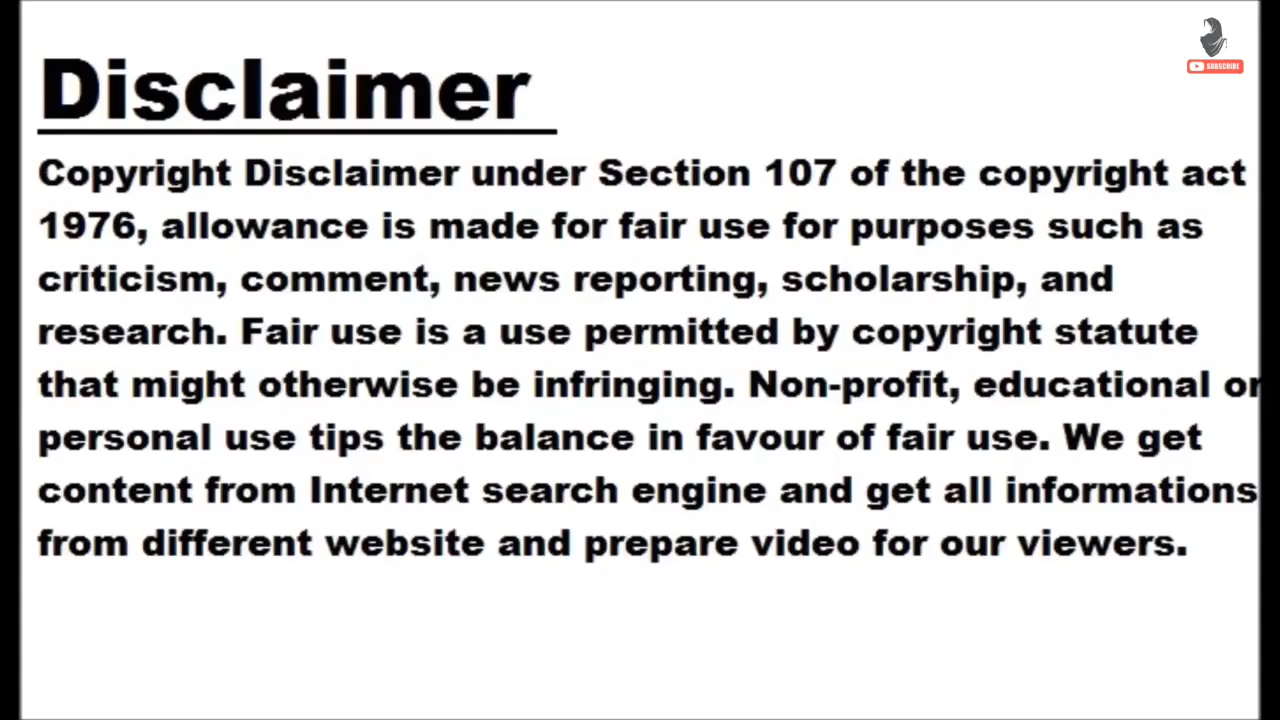 SUBSCRIBE
Disclaimer
Copyright Disclaimer under Section 107 of the copyright act
1976, allowance is made for fair use for purposes such as
criticism, comment, news reporting, scholarship, and
research. Fair use is a use permitted by copyright statute
that might otherwise be infringing. Non-profit, educational or
personal use tips the balance in favour of fair use. We get
content from Internet search engine and get all informations
from different website and prepare video for our viewers.